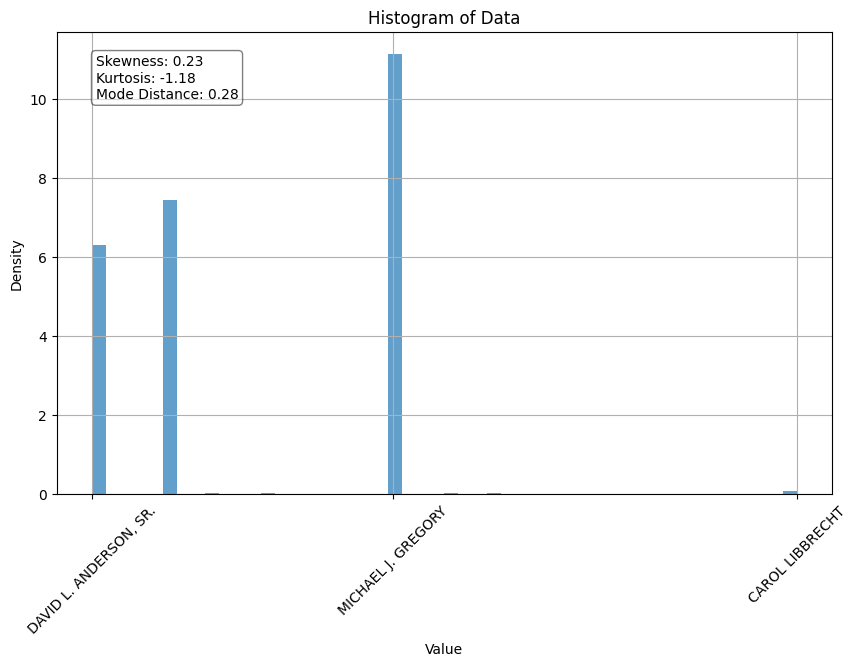 Histogram of Data
Skewness: 0.23
Kurtosis: -1.18
Mode Distance: 0.28
Density
10
8
6
4
2
0
DAVID L. ANDERSON, SR.
MICHAEL J. GREGORY
CAROL LIBBRECHT
Value